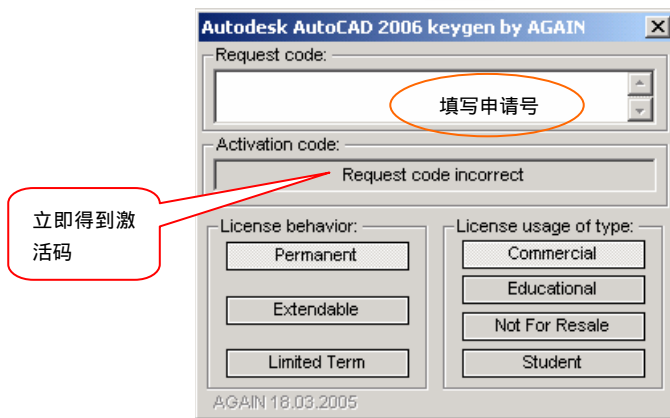 Autodesk AutoCAD 2006 keygen by AGAIN
Request code:
填写申请号
Activation code:
Request code incorrect
立即得到激
活码
License behavior:
Permanent
Extendable
Limited Term
License usage of type:
Commercial
Educational
Not For Resale
Student
AGAIN 18.03.2005